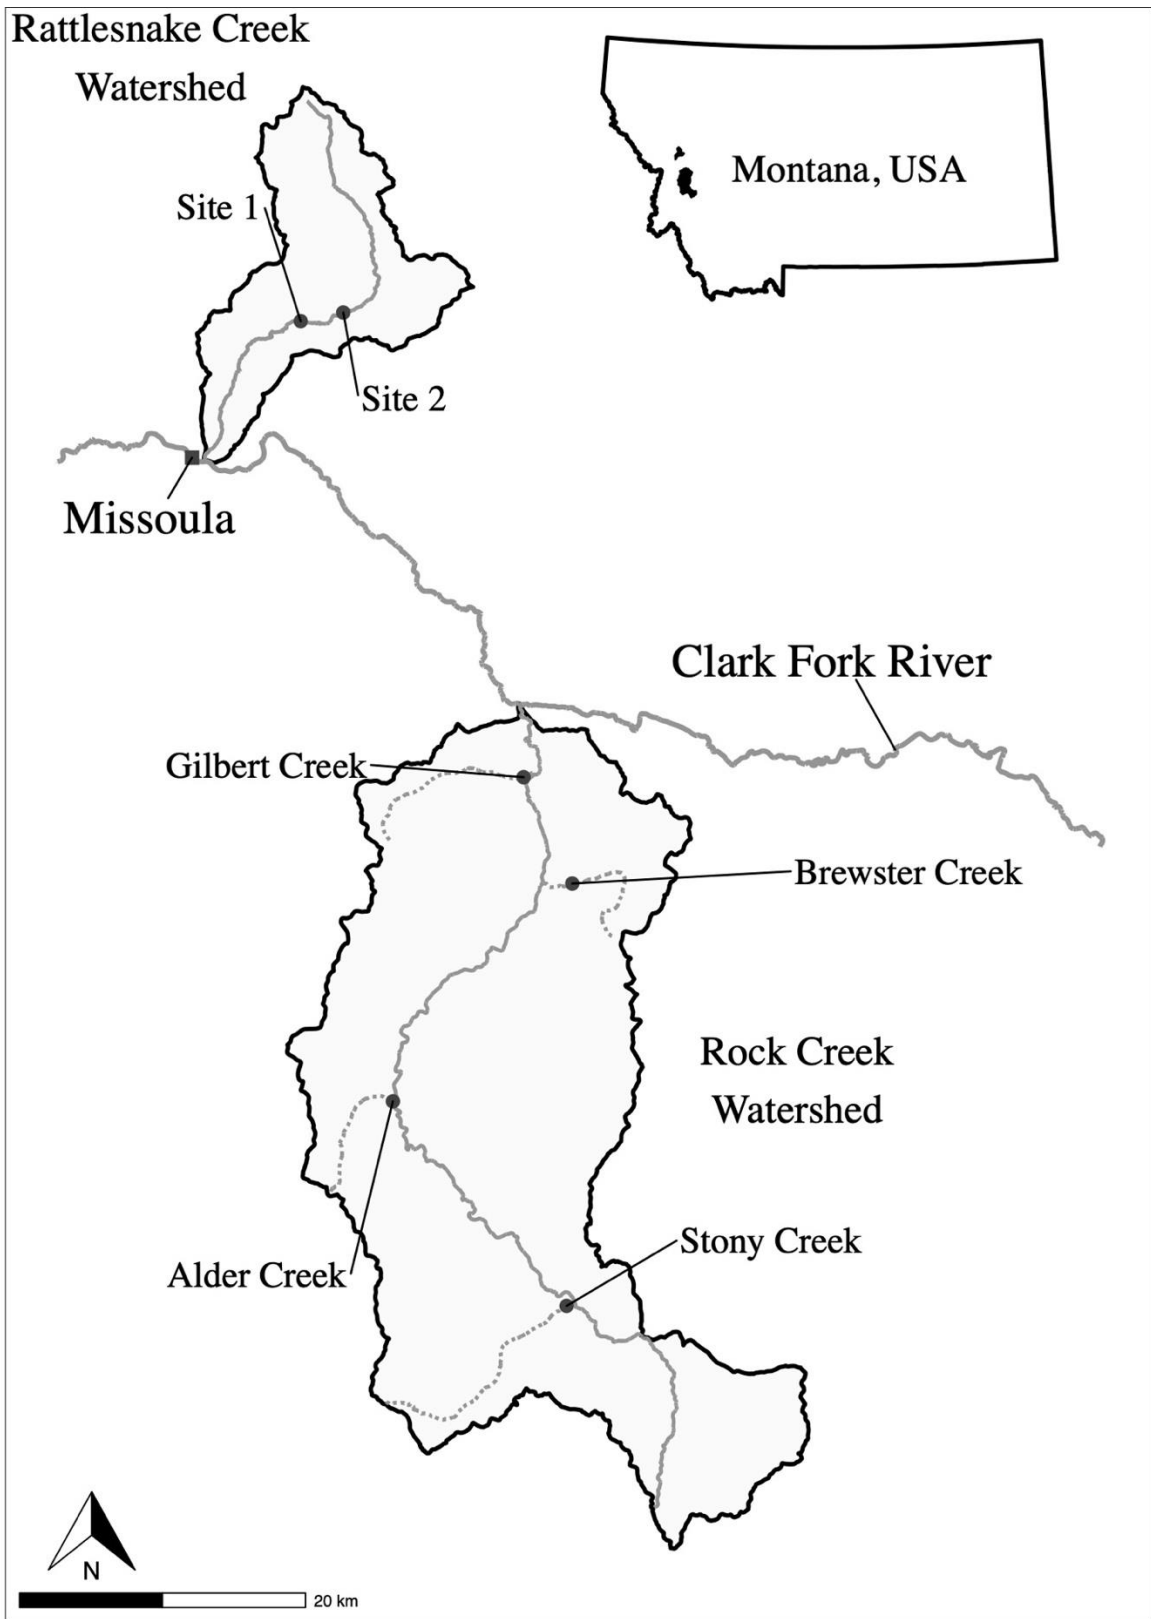 Rattlesnake Creek
Watershed
Montana, USA
Site 1
Site 2
Missoula
Clark Fork River
Gilbert Creek
Brewster Creek
Rock Creek
Watershed
Stony Creek
Alder Creek
N
20 km